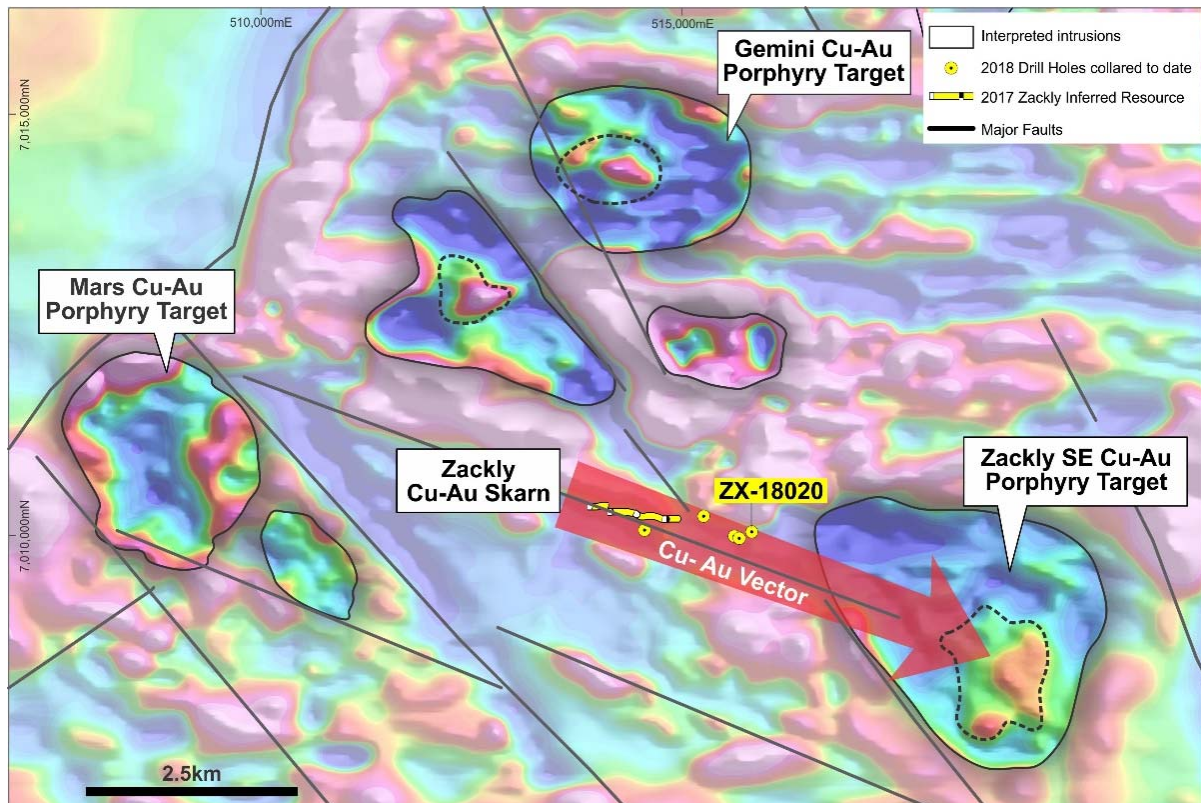 510,000mE
515,000mE
7,015,000mN
7,010,000mN
Interpreted intrusions
2018 Drill Holes collared to date
2017 Zackly Inferred Resource
Major Faults
Gemini Cu-Au
Porphyry Target
Mars Cu-Au
Porphyry Target
Zackly
Cu-Au Skarn
ZX-18020
Zackly SE Cu-Au
Porphyry Target
Cu- Au Vector
2.5km